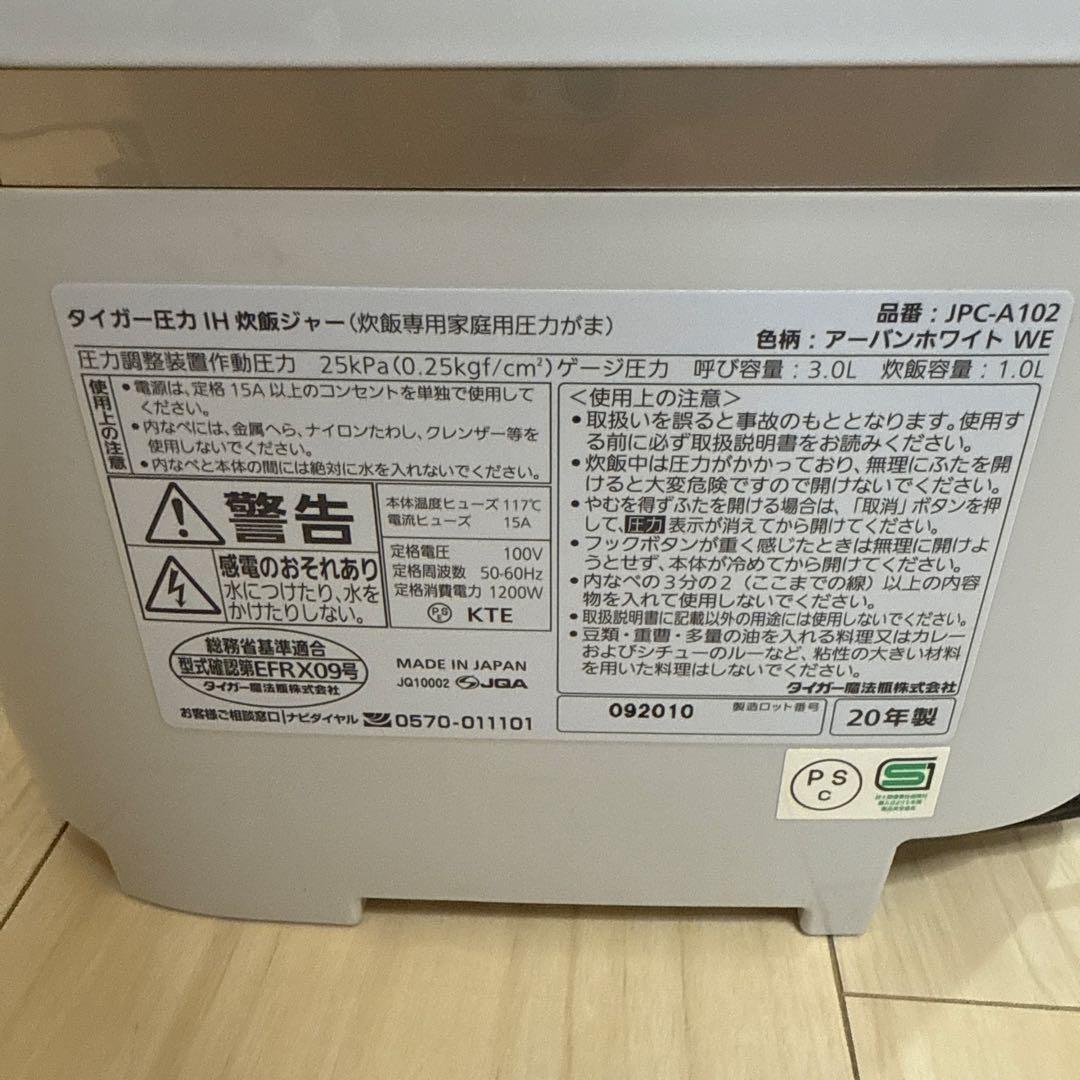 タイガー圧力IH炊飯ジャー(炊飯専用家庭用圧力がま)
品番：JPC-A102
色柄：アーバンホワイト WE
圧力調整装置作動圧力 25kPa(0.25kgf/cm²)ゲージ圧力 呼び容量：3.0L 炊飯容量：1.0L
使用上の注意
•電源は、定格15A以上のコンセントを単独で使用して
ください。
•内なべには、金属へら、ナイロンたわし、クレンザー等を
使用しないでください。
•内なべと本体の間には絶対に水を入れないでください。
警告
感電のおそれあり
水につけたり、水を
かけたりしない。
本体温度ヒューズ 117℃
電流ヒューズ 15A
定格電圧 100V
定格周波数 50-60Hz
定格消費電力 1200W
PSE KTE
総務省基準適合
型式確認第EFRX09号
タイガー魔法瓶株式会社
MADE IN JAPAN
JQ10002 JQA
お客様ご相談窓口|ナビダイヤル 0570-011101
＜使用上の注意＞
•取扱いを誤ると事故のもととなります。使用す
る前に必ず取扱説明書をお読みください。
•炊飯中は圧力がかかっており、無理にふたを開
けると大変危険ですので開けないでください。
•やむを得ずふたを開ける場合は、「取消」ボタンを押
して、圧力表示が消えてから開けてください。
•フックボタンが重く感じたときは無理に開けよ
うとせず、本体が冷めてから開けてください。
•内なべの3分の2（ここまでの線）以上の内容
物を入れて使用しないでください。
•取扱説明書に記載以外の用途には使用しないでください。
•豆類・重曹・多量の油を入れる料理又はカレー
およびシチューのルーなど、粘性の大きい材料
を用いた料理はしないでください。
タイガー魔法瓶株式会社
092010 製造ロット番号
20年製
PS
C